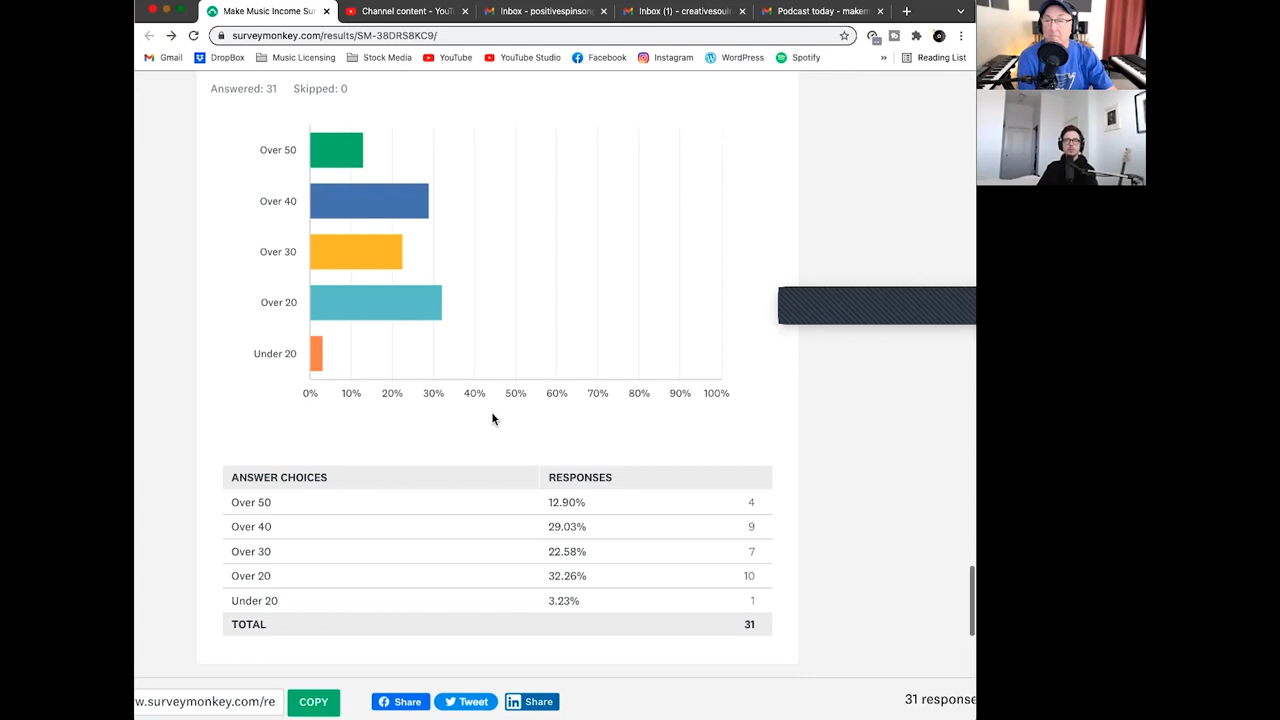 Make Music Income Sur
Channel content - YouT
Inbox - positivespinson
Inbox (1) - creativesoul
Podcast today - makem
surveymonkey.com/results/SM-38DRS8KC9/
Gmail DropBox Music Licensing Stock Media YouTube YouTube Studio Facebook Instagram WordPress Spotify » Reading List
Answered: 31 Skipped: 0
Over 50
Over 40
Over 30
Over 20
Under 20
0% 10% 20% 30% 40% 50% 60% 70% 80% 90% 100%
ANSWER CHOICES RESPONSES
Over 50 12.90% 4
Over 40 29.03% 9
Over 30 22.58% 7
Over 20 32.26% 10
Under 20 3.23% 1
TOTAL 31
w.surveymonkey.com/re COPY Share Tweet Share 31 response